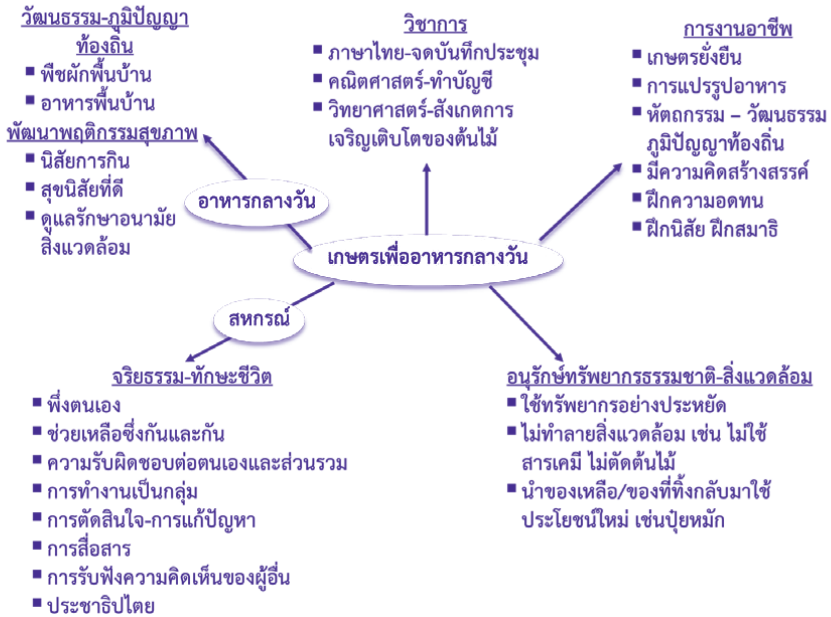 วัฒนธรรม-ภูมิปัญญา
ท้องถิ่น
▪ พืชผักพื้นบ้าน
▪ อาหารพื้นบ้าน
พัฒนาพฤติกรรมสุขภาพ
▪ นิสัยการกิน
▪ สุขนิสัยที่ดี
▪ ดูแลรักษาอนามัย
สิ่งแวดล้อม
วิชาการ
▪ ภาษาไทย-จดบันทึกประชุม
▪ คณิตศาสตร์-ทำบัญชี
▪ วิทยาศาสตร์-สังเกตการ
เจริญเติบโตของต้นไม้
การงานอาชีพ
▪ เกษตรยั่งยืน
▪ การแปรรูปอาหาร
▪ หัตถกรรม – วัฒนธรรม
ภูมิปัญญาท้องถิ่น
▪ มีความคิดสร้างสรรค์
▪ ฝึกความอดทน
▪ ฝึกนิสัย ฝึกสมาธิ
อาหารกลางวัน
เกษตรเพื่ออาหารกลางวัน
สหกรณ์
จริยธรรม-ทักษะชีวิต
▪ พึ่งตนเอง
▪ ช่วยเหลือซึ่งกันและกัน
▪ ความรับผิดชอบต่อตนเองและส่วนรวม
▪ การทำงานเป็นกลุ่ม
▪ การตัดสินใจ-การแก้ปัญหา
▪ การสื่อสาร
▪ การรับฟังความคิดเห็นของผู้อื่น
▪ ประชาธิปไตย
อนุรักษ์ทรัพยากรธรรมชาติ-สิ่งแวดล้อม
▪ ใช้ทรัพยากรอย่างประหยัด
▪ ไม่ทำลายสิ่งแวดล้อม เช่น ไม่ใช้
สารเคมี ไม่ตัดต้นไม้
▪ นำของเหลือ/ของที่ทิ้งกลับมาใช้
ประโยชน์ใหม่ เช่นปุ๋ยหมัก